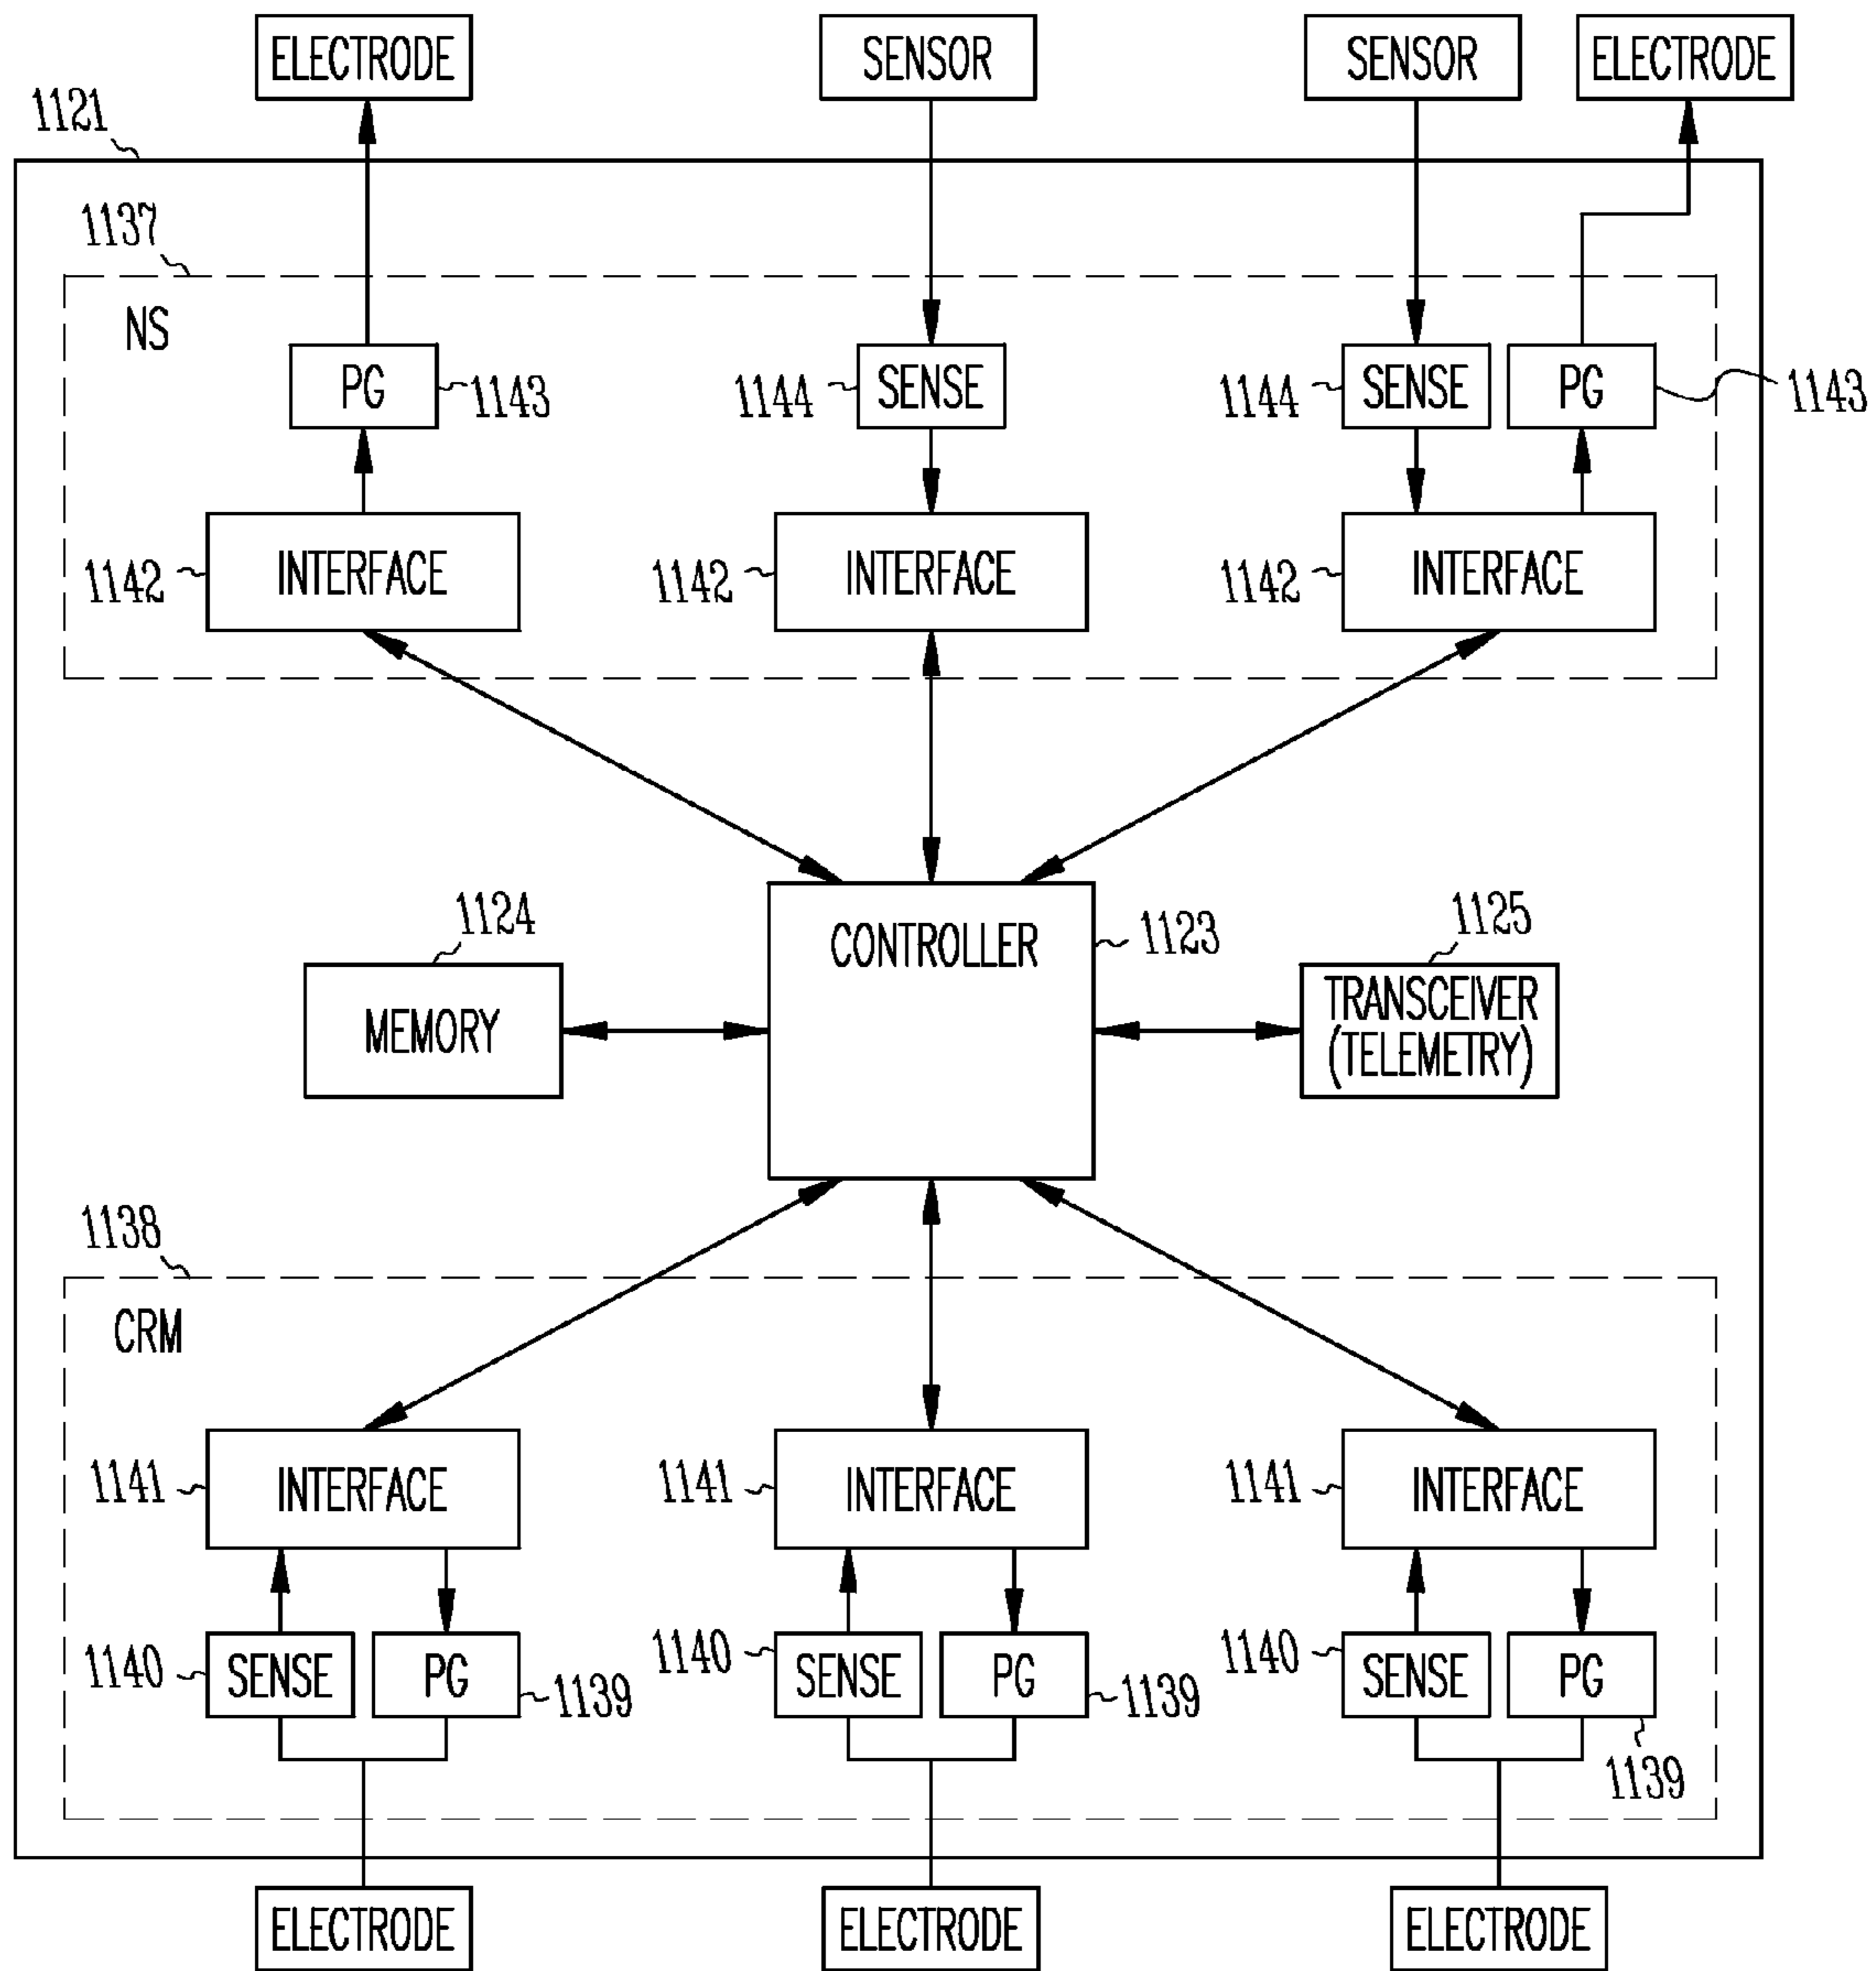 ELECTRODE
SENSOR
SENSOR
ELECTRODE
1121
1137
NS
PG
1143
1144
SENSE
1144
SENSE
PG
1143
1142
INTERFACE
1142
INTERFACE
1142
INTERFACE
1124
MEMORY
CONTROLLER
1123
1125
TRANSCEIVER
(TELEMETRY)
1138
CRM
1141
INTERFACE
1141
INTERFACE
1141
INTERFACE
1140
SENSE
PG
1139
1140
SENSE
PG
1139
1140
SENSE
PG
1139
ELECTRODE
ELECTRODE
ELECTRODE